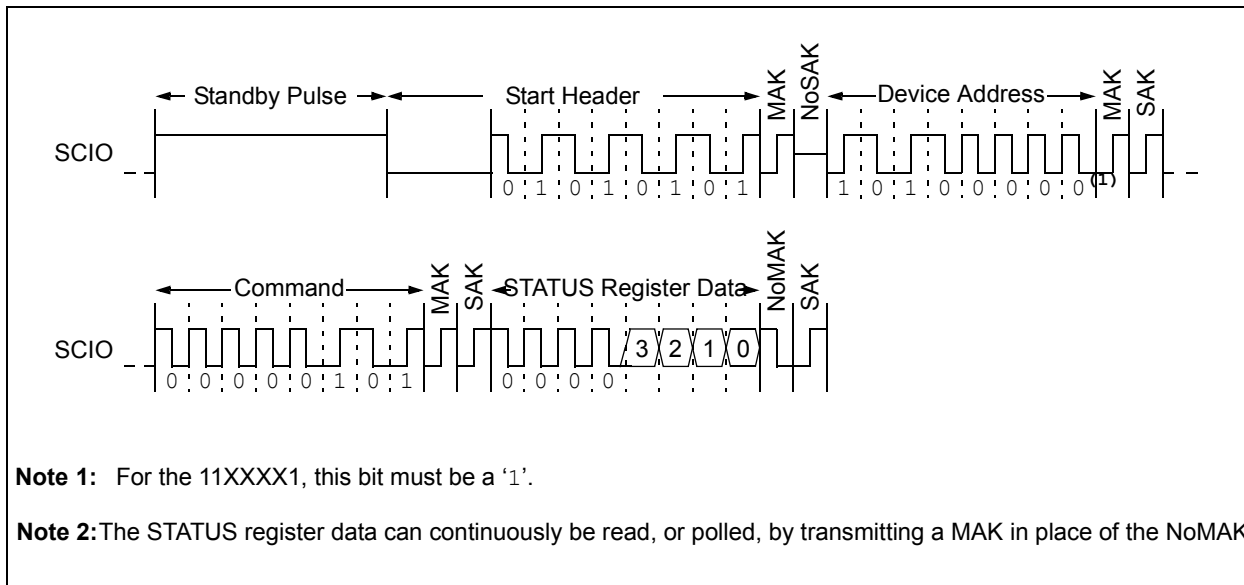 Standby Pulse Start Header MAK NoSAK Device Address MAK SAK
SCIO
0 1 0 1 0 1 0 1 1 0 1 0 0 0 0 0(1)
Command MAK SAK STATUS Register Data NoMAK SAK
SCIO
3 2 1 0
0 0 0 0 0 1 0 1 0 0 0 0
Note 1: For the 11XXXX1, this bit must be a ‘1’.
Note 2:The STATUS register data can continuously be read, or polled, by transmitting a MAK in place of the NoMAK